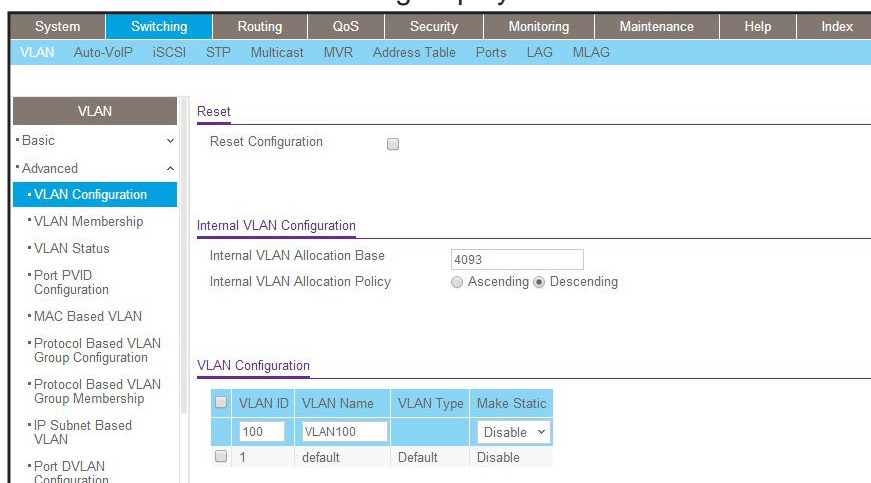 System Switching Routing QoS Security Monitoring Maintenance Help Index
VLAN Auto-VoIP iSCSI STP Multicast MVR Address Table Ports LAG MLAG
VLAN
Basic
Advanced
VLAN Configuration
VLAN Membership
VLAN Status
Port PVID
Configuration
MAC Based VLAN
Protocol Based VLAN
Group Configuration
Protocol Based VLAN
Group Membership
IP Subnet Based
VLAN
Port DVLAN
Configuration
Reset
Reset Configuration
Internal VLAN Configuration
Internal VLAN Allocation Base 4093
Internal VLAN Allocation Policy Ascending Descending
VLAN Configuration
VLAN ID VLAN Name VLAN Type Make Static
100 VLAN100 Disable
1 default Default Disable